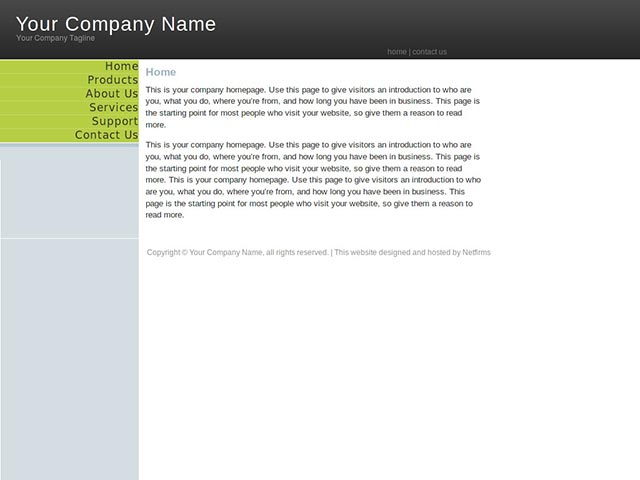 Your Company Name
Your Company Tagline
home | contact us
Home
Products
About Us
Services
Support
Contact Us
Home
This is your company homepage. Use this page to give visitors an introduction to who are
you, what you do, where you're from, and how long you have been in business. This page is
the starting point for most people who visit your website, so give them a reason to read
more.
This is your company homepage. Use this page to give visitors an introduction to who are
you, what you do, where you're from, and how long you have been in business. This page is
the starting point for most people who visit your website, so give them a reason to read
more. This is your company homepage. Use this page to give visitors an introduction to who
are you, what you do, where you're from, and how long you have been in business. This
page is the starting point for most people who visit your website, so give them a reason to
read more.
Copyright © Your Company Name, all rights reserved. | This website designed and hosted by Netfirms